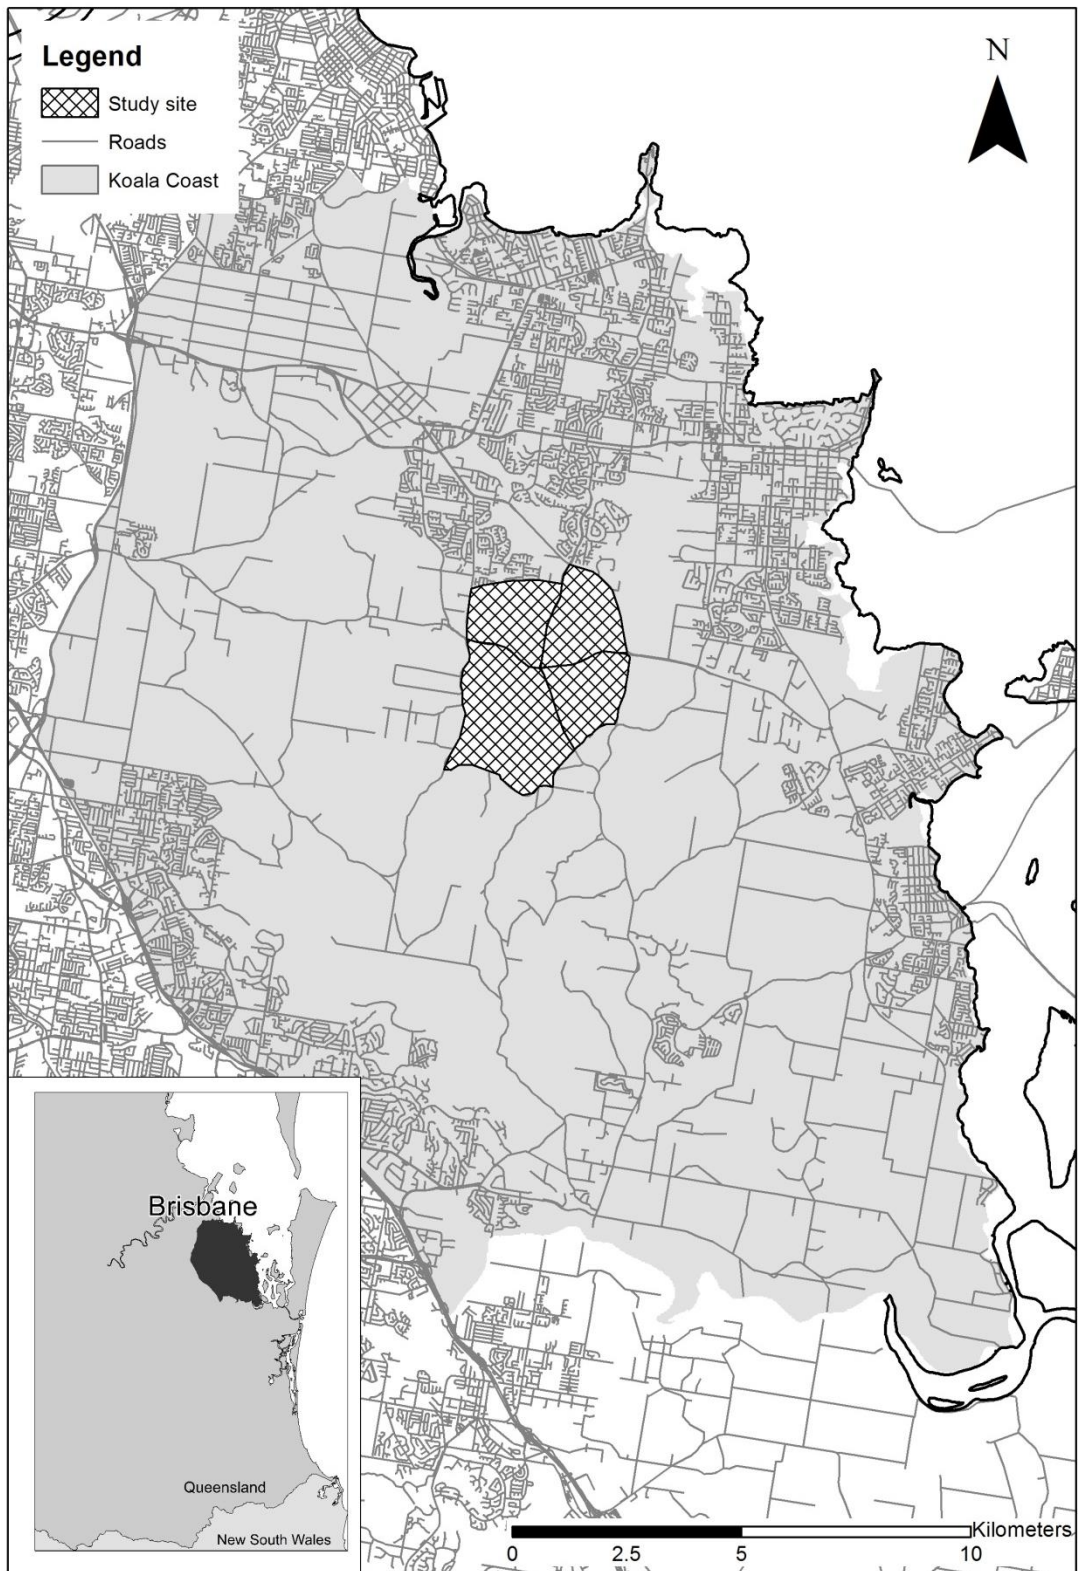 Legend
Study site
Roads
Koala Coast
N
Brisbane
Queensland
New South Wales
Kilometers
0 2.5 5 10